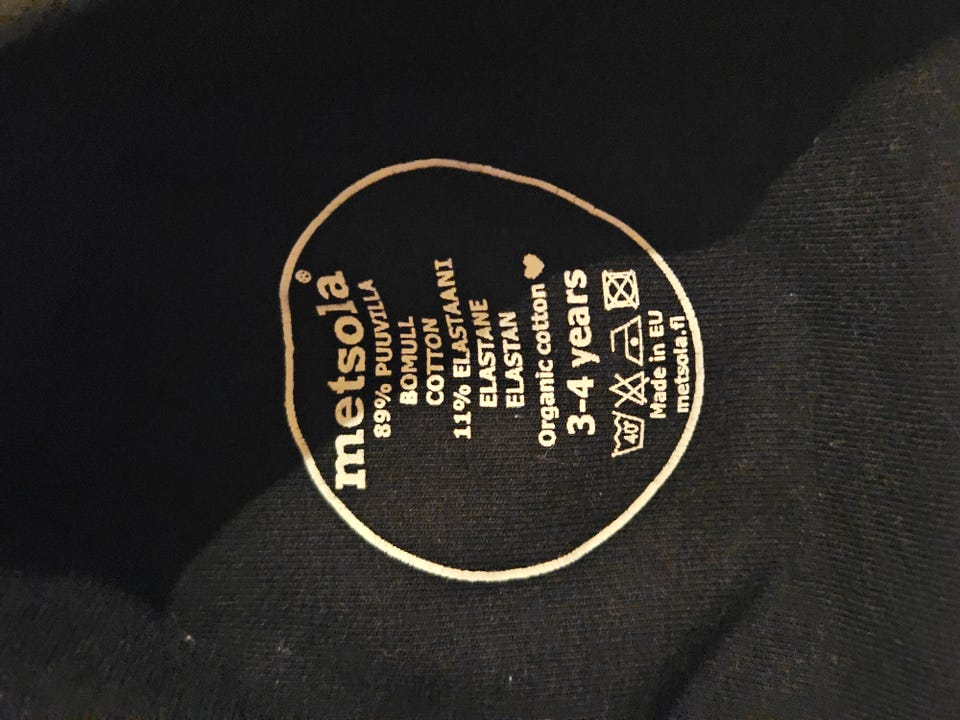 metsola®
89% PUUVILLA
BOMULL
COTTON
11% ELASTAANI
ELASTANE
ELASTAN
Organic cotton ♥
3-4 years
40°
Made in EU
metsola.fi